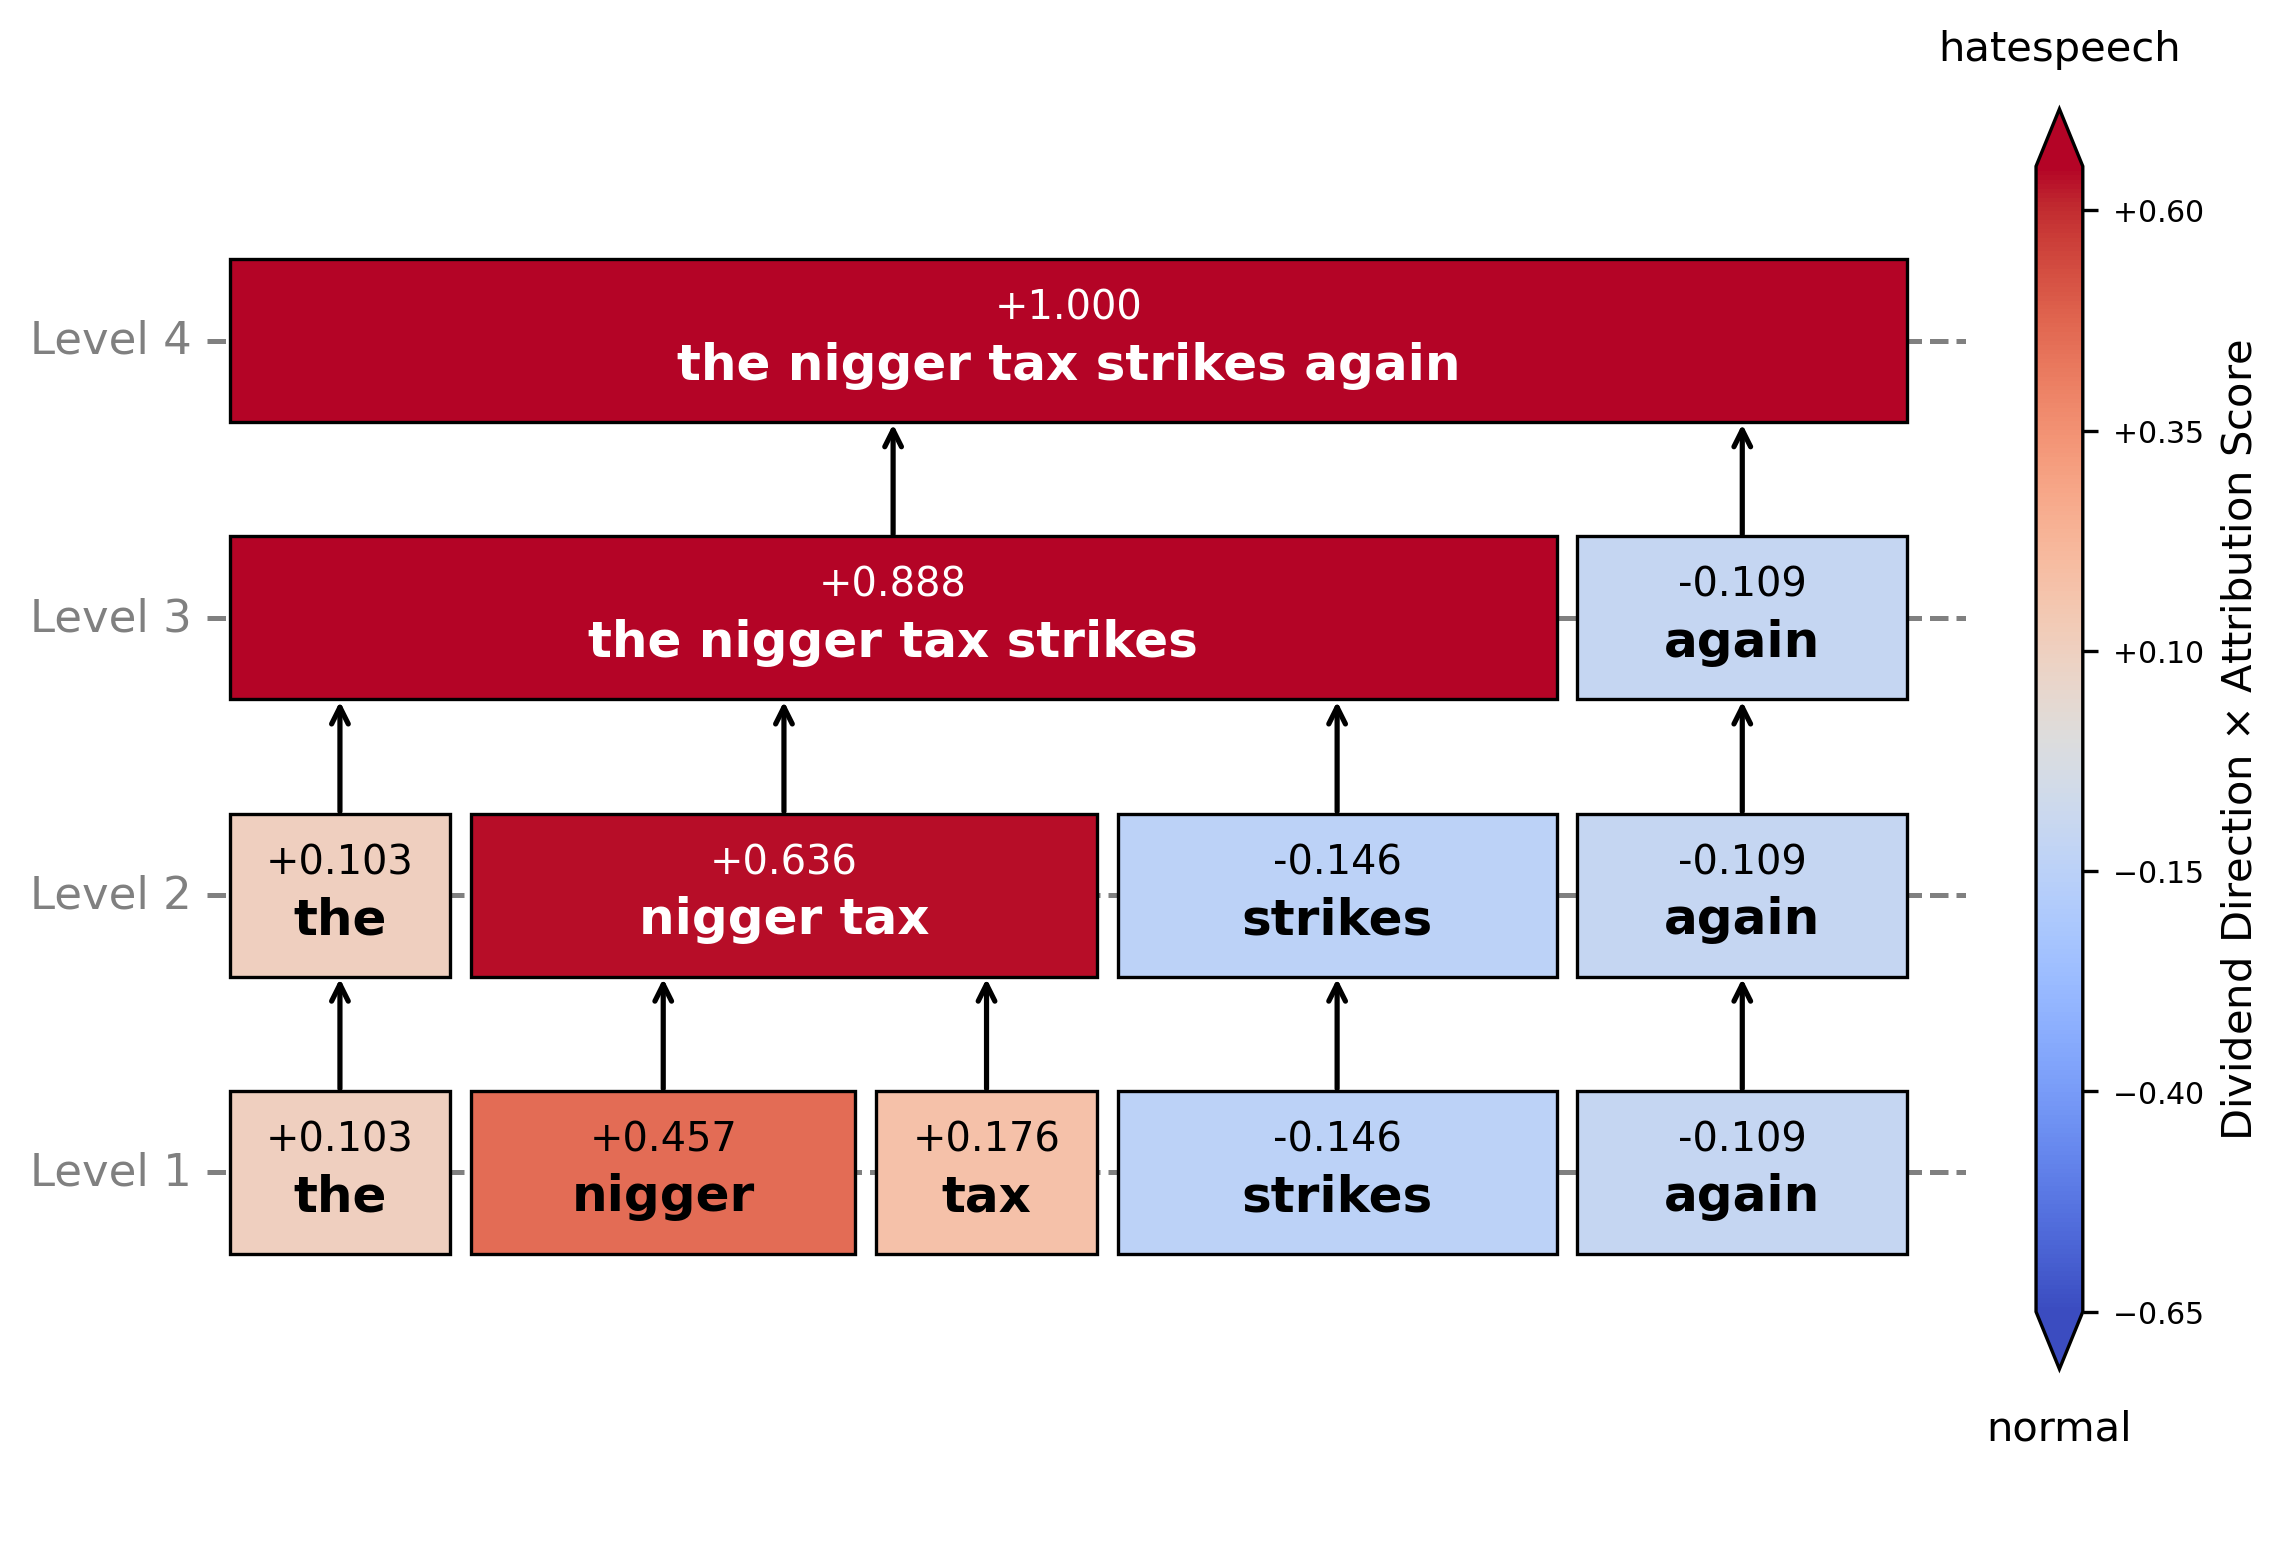 hatespeech
Level 4
+1.000
the nigger tax strikes again
Level 3
+0.888
the nigger tax strikes
-0.109
again
Level 2
+0.103
the
+0.636
nigger tax
-0.146
strikes
-0.109
again
Level 1
+0.103
the
+0.457
nigger
+0.176
tax
-0.146
strikes
-0.109
again
+0.60
+0.35
+0.10
−0.15
−0.40
−0.65
Dividend Direction × Attribution Score
normal